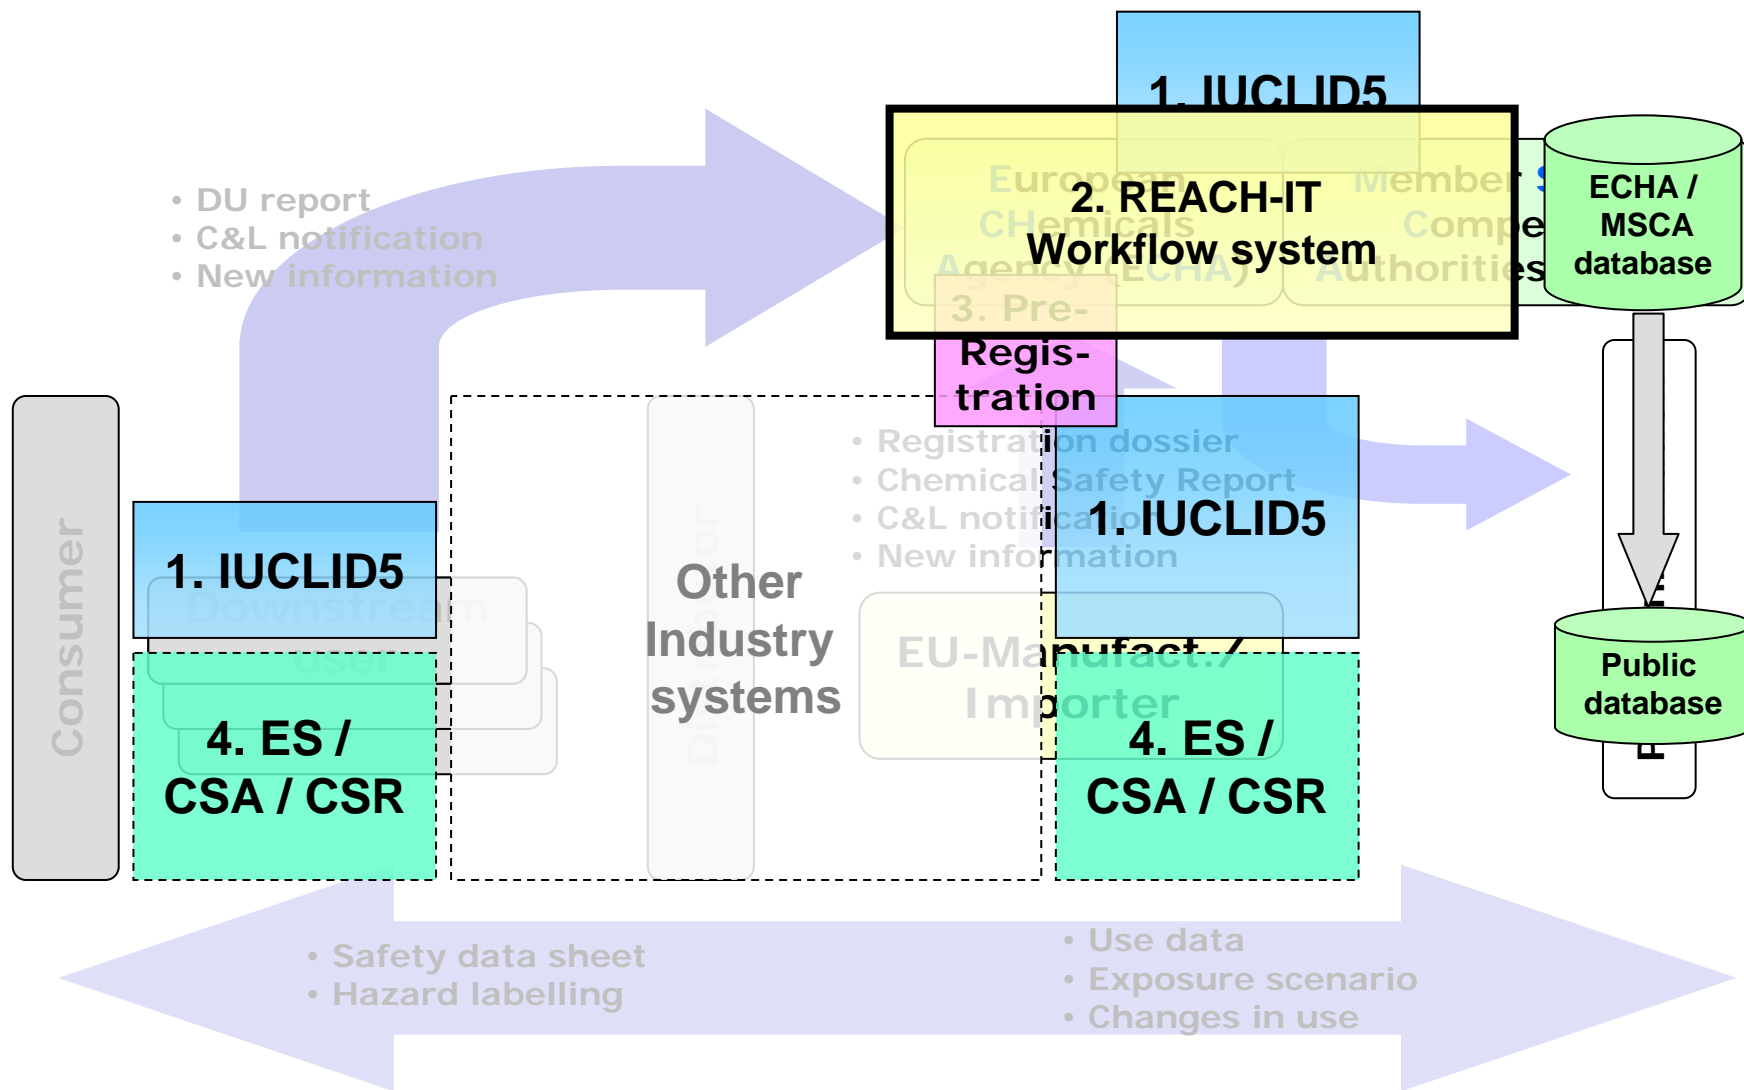 1. IUCLID5
European
CHemicals
Agency (ECHA)
Member S
Compe
Authorities
2. REACH-IT
Workflow system
ECHA /
MSCA
database
• DU report
• C&L notification
• New information
3. Pre-
Regis-
tration
• Registration dossier
• Chemical Safety Report
• C&L notification
• New information
Consumer
1. IUCLID5
Downstream
user
4. ES /
CSA / CSR
Other
Industry
systems
1. IUCLID5
EU-Manufact./
Importer
4. ES /
CSA / CSR
Public
database
• Safety data sheet
• Hazard labelling
• Use data
• Exposure scenario
• Changes in use